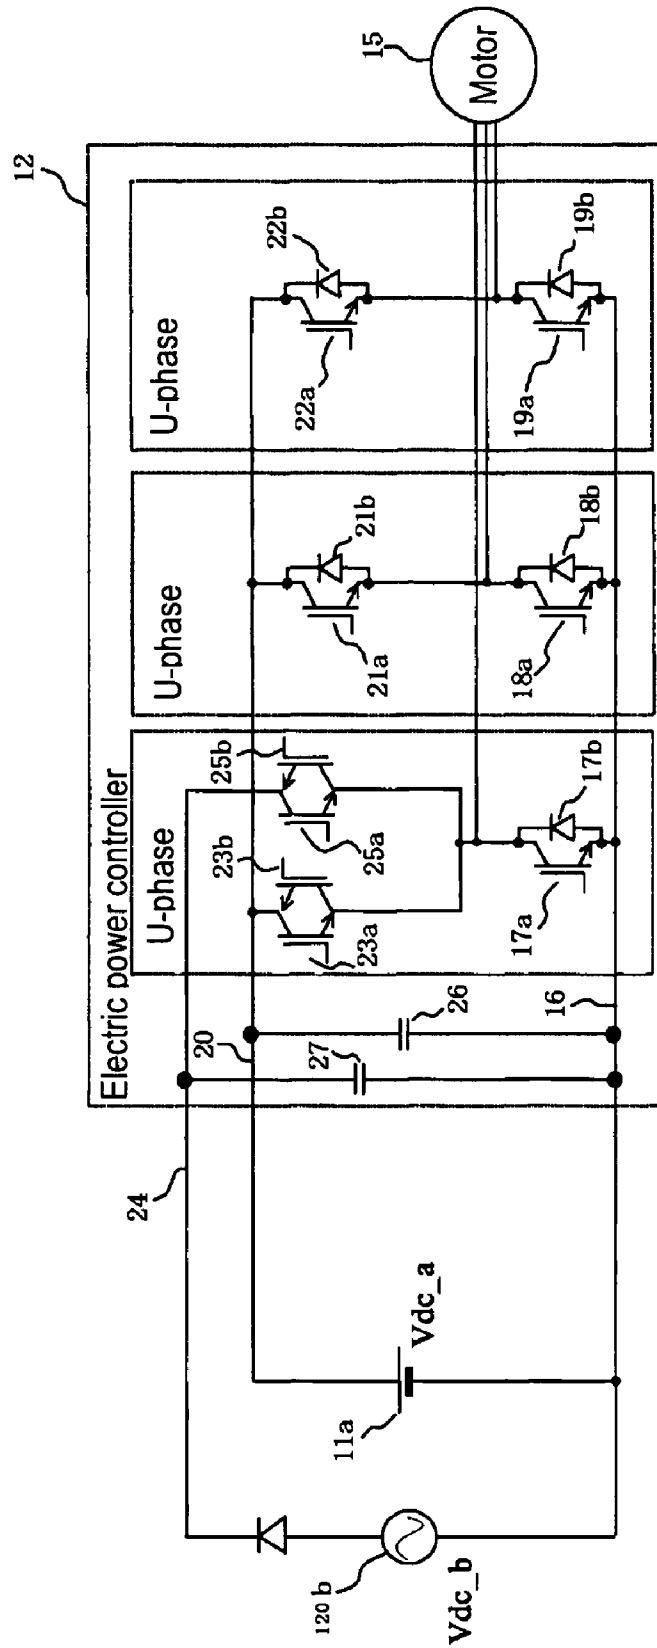 12
15
Motor
Electric power controller
U-phase
U-phase
U-phase
22b
22a
19b
19a
21b
21a
18b
18a
25b
25a
23b
23a
17b
17a
24
20
27
26
16
11a
Vdc_a
120 b
Vdc_b